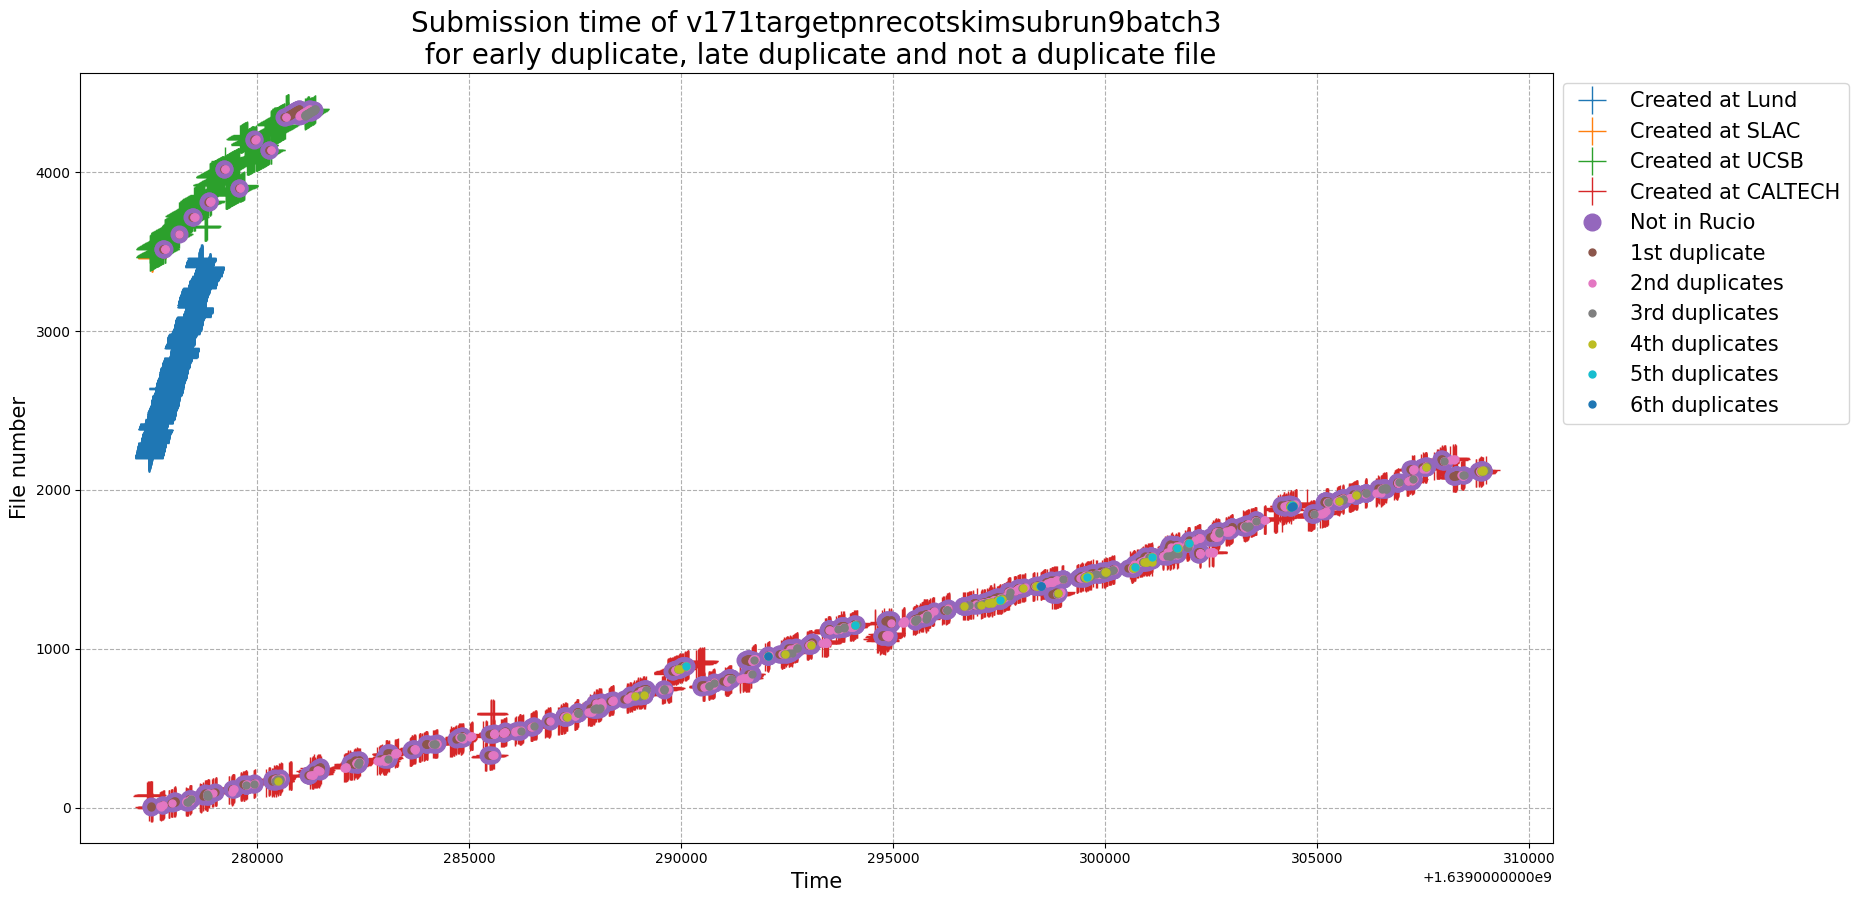 Submission time of v171targetpnrecotskimsubrun9batch3
for early duplicate, late duplicate and not a duplicate file
File number
4000
3000
2000
1000
0
280000
285000
290000
295000
300000
305000
310000
+1.6390000000e9
Time
Created at Lund
Created at SLAC
Created at UCSB
Created at CALTECH
Not in Rucio
1st duplicate
2nd duplicates
3rd duplicates
4th duplicates
5th duplicates
6th duplicates